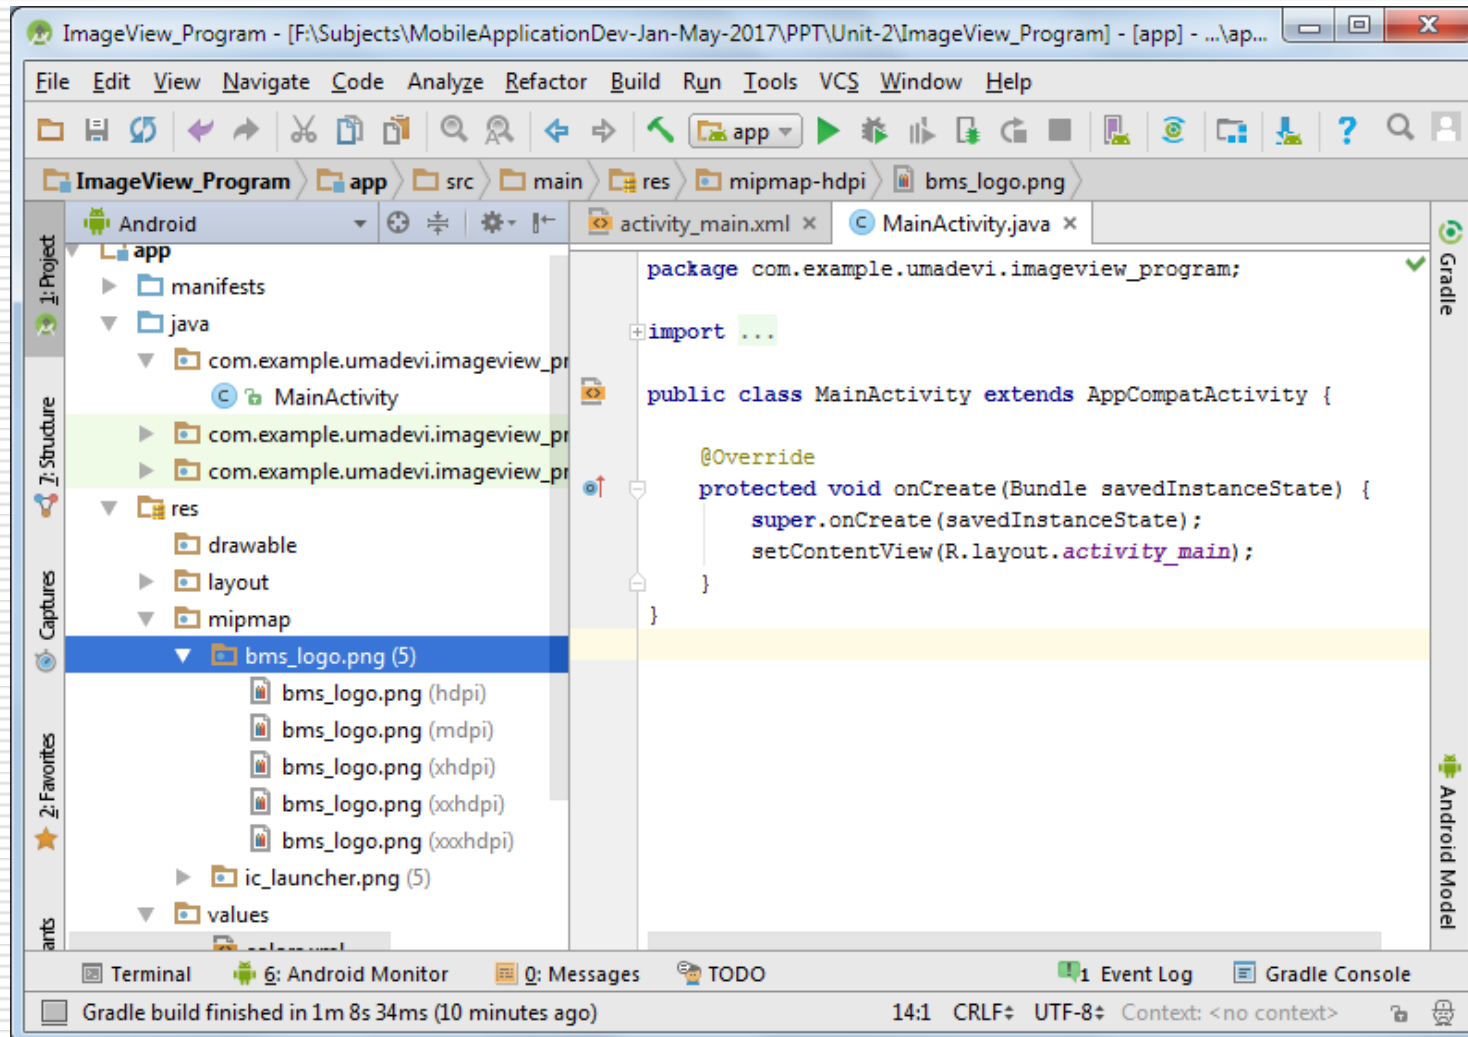 ImageView_Program - [F:\Subjects\MobileApplicationDev-Jan-May-2017\PPT\Unit-2\ImageView_Program] - [app] - ...\ap...
File Edit View Navigate Code Analyze Refactor Build Run Tools VCS Window Help
app
ImageView_Program app src main res mipmap-hdpi bms_logo.png
Android
activity_main.xml MainActivity.java
1: Project
7: Structure
Captures
2: Favorites
ants
app
manifests
java
com.example.umadevi.imageview_pr
MainActivity
com.example.umadevi.imageview_pr
com.example.umadevi.imageview_pr
res
drawable
layout
mipmap
bms_logo.png (5)
bms_logo.png (hdpi)
bms_logo.png (mdpi)
bms_logo.png (xhdpi)
bms_logo.png (xxhdpi)
bms_logo.png (xxxhdpi)
ic_launcher.png (5)
values
package com.example.umadevi.imageview_program;
import ...
public class MainActivity extends AppCompatActivity {
@Override
protected void onCreate(Bundle savedInstanceState) {
super.onCreate(savedInstanceState);
setContentView(R.layout.activity_main);
}
}
Gradle
Android Model
Terminal 6: Android Monitor 0: Messages TODO 1 Event Log Gradle Console
Gradle build finished in 1m 8s 34ms (10 minutes ago) 14:1 CRLF UTF-8 Context: <no context>